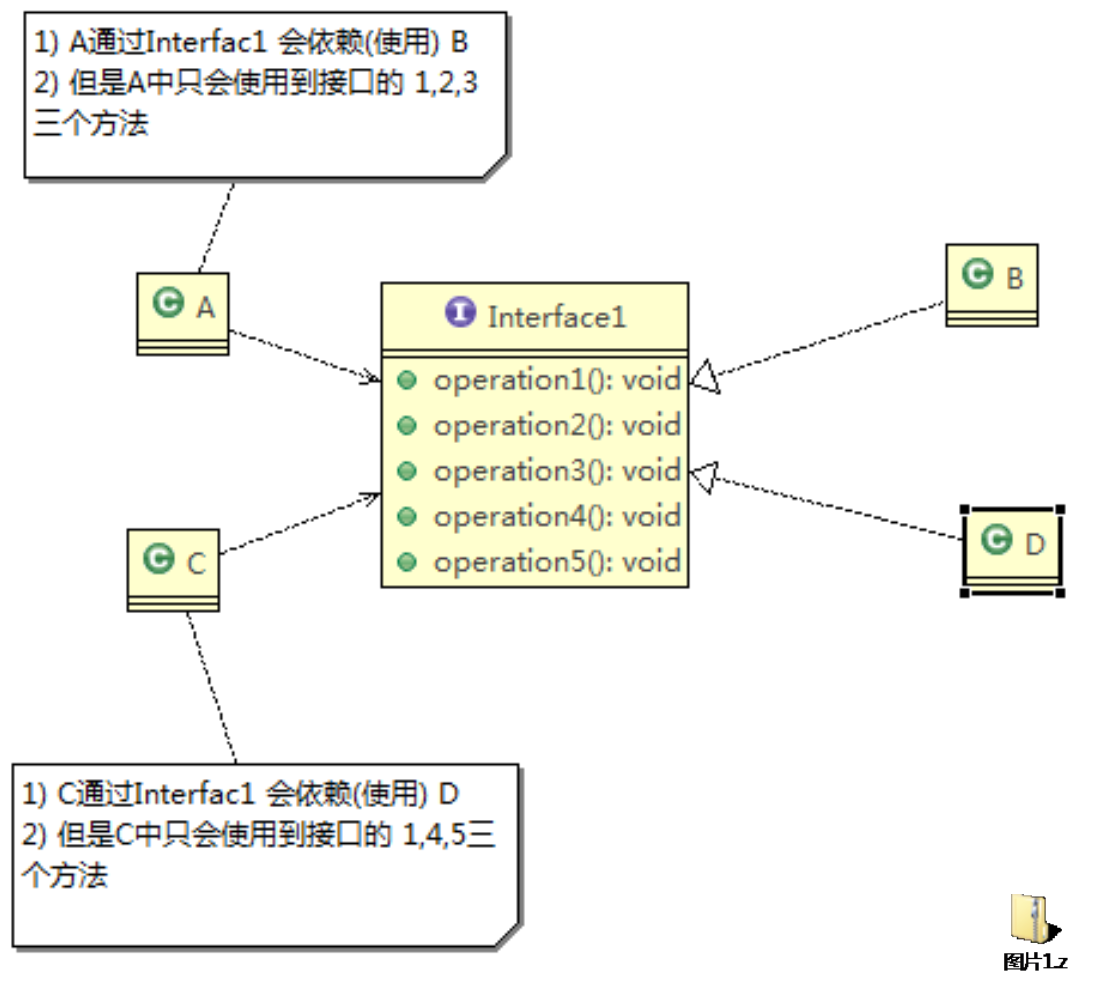 1) A通过Interfac1 会依赖(使用) B
2) 但是A中只会使用到接口的 1,2,3
三个方法
C A
I Interface1
operation1(): void
operation2(): void
operation3(): void
operation4(): void
operation5(): void
C B
C C
C D
1) C通过Interfac1 会依赖(使用) D
2) 但是C中只会使用到接口的 1,4,5三
个方法
图片1.z